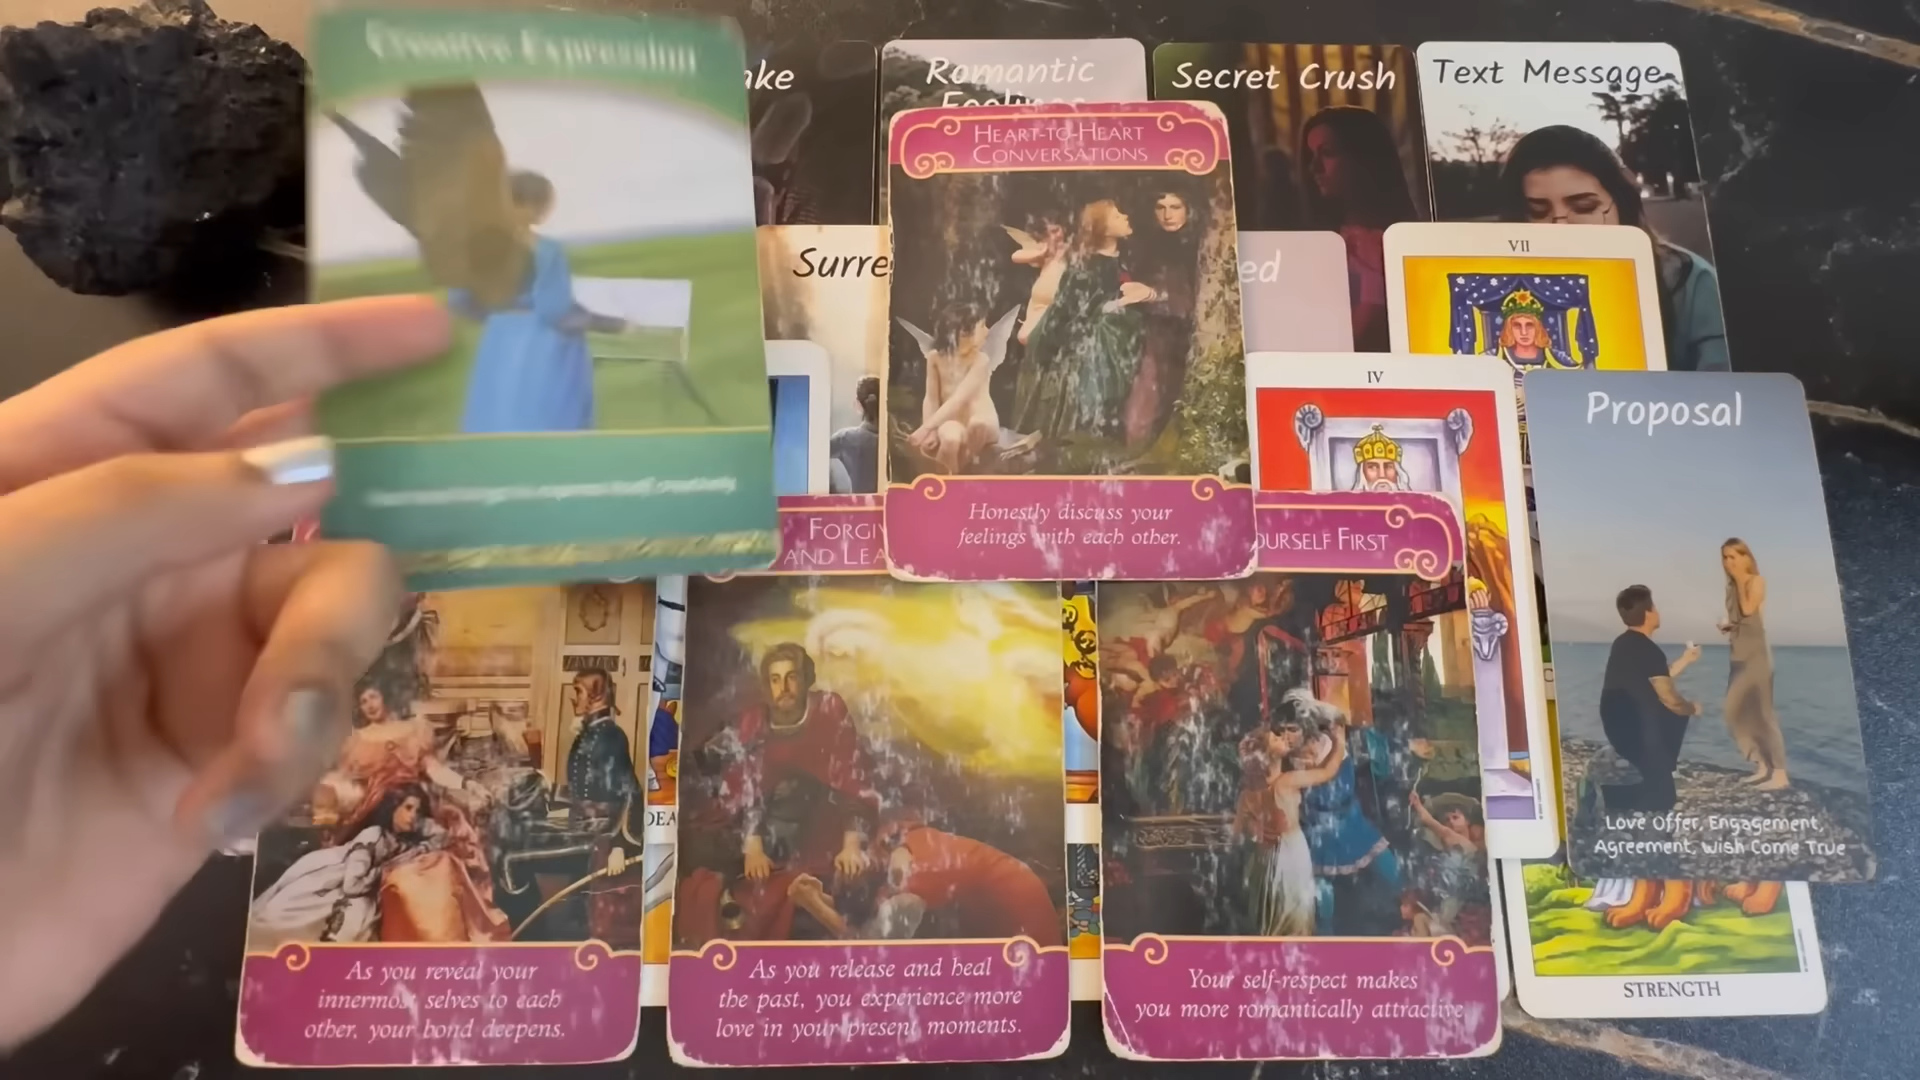 Creative Expression
ake
Romantic
Feelings
Secret Crush
Text Message
HEART-TO-HEART
CONVERSATIONS
Surre
ed
VII
IV
Proposal
Honestly discuss your
feelings with each other.
FORGIV
AND LEA
OURSELF FIRST
DEA
Love Offer, Engagement,
Agreement, Wish Come True
As you reveal your
innermost selves to each
other, your bond deepens.
As you release and heal
the past, you experience more
love in your present moments.
Your self-respect makes
you more romantically attractive.
STRENGTH